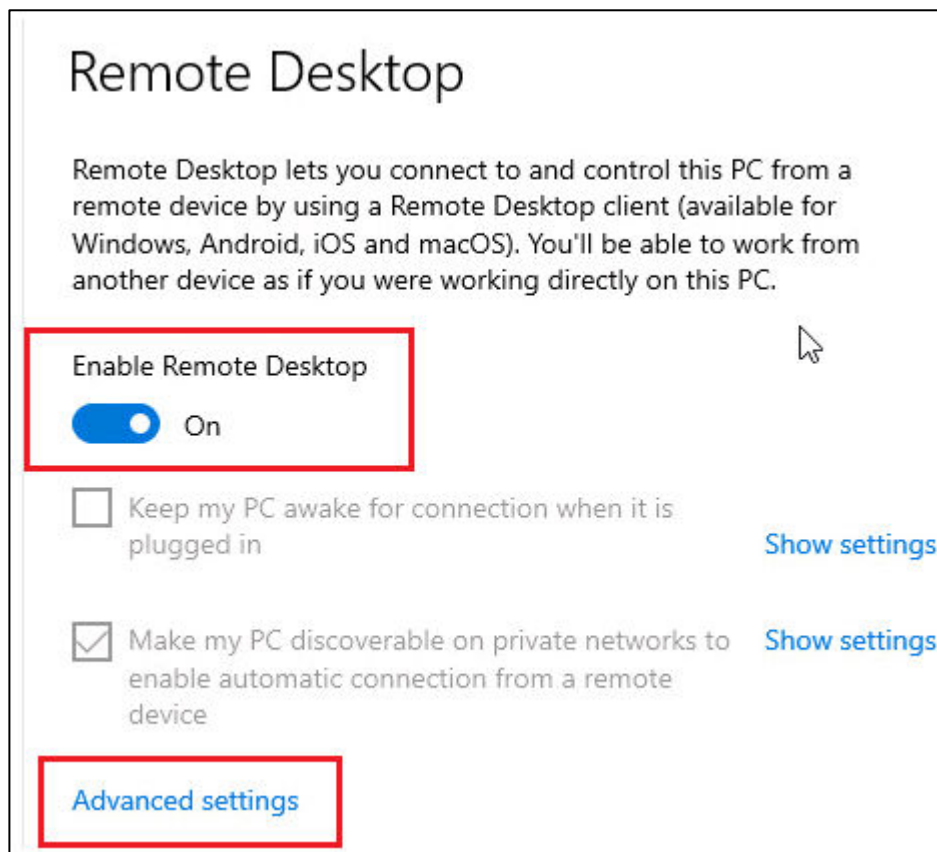 Remote Desktop
Remote Desktop lets you connect to and control this PC from a
remote device by using a Remote Desktop client (available for
Windows, Android, iOS and macOS). You'll be able to work from
another device as if you were working directly on this PC.
Enable Remote Desktop
On
Keep my PC awake for connection when it is
plugged in
Show settings
Make my PC discoverable on private networks to
Show settings
enable automatic connection from a remote
device
Advanced settings